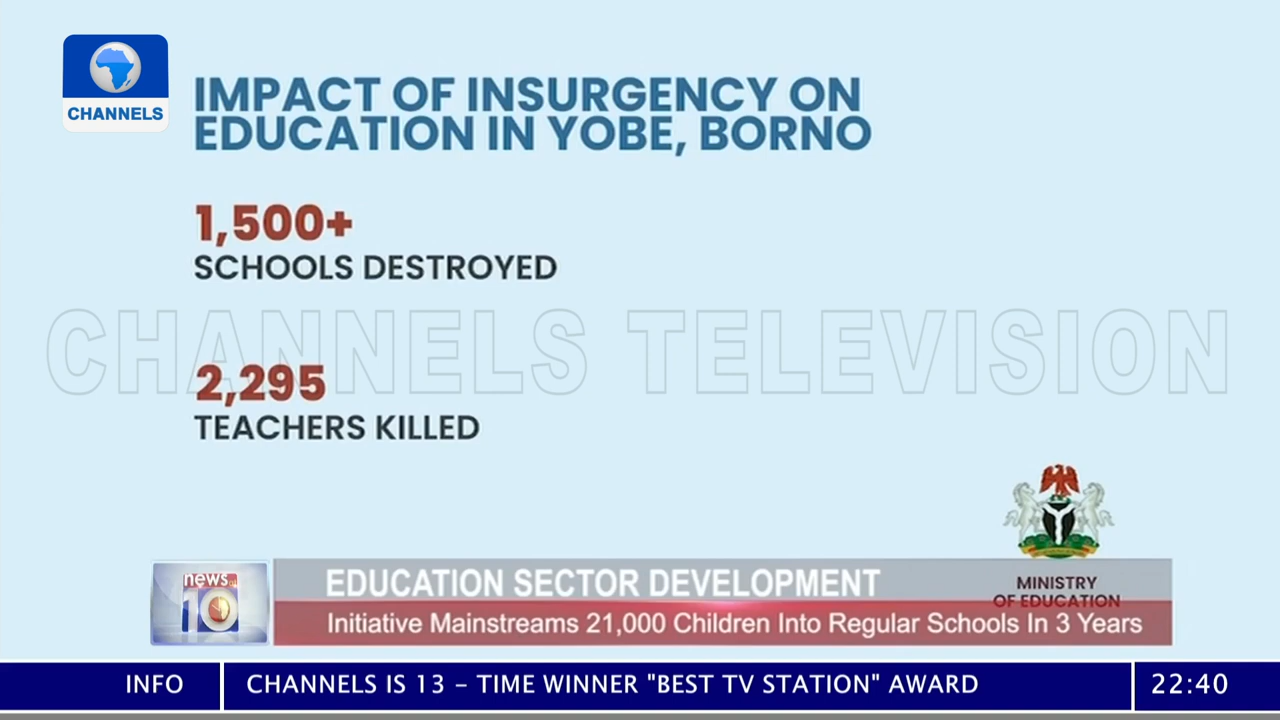 CHANNELS
IMPACT OF INSURGENCY ON
EDUCATION IN YOBE, BORNO
1,500+
SCHOOLS DESTROYED
CHANNELS TELEVISION
2,295
TEACHERS KILLED
MINISTRY
OF EDUCATION
news
10
EDUCATION SECTOR DEVELOPMENT
Initiative Mainstreams 21,000 Children Into Regular Schools In 3 Years
INFO
CHANNELS IS 13 – TIME WINNER "BEST TV STATION" AWARD
22:40